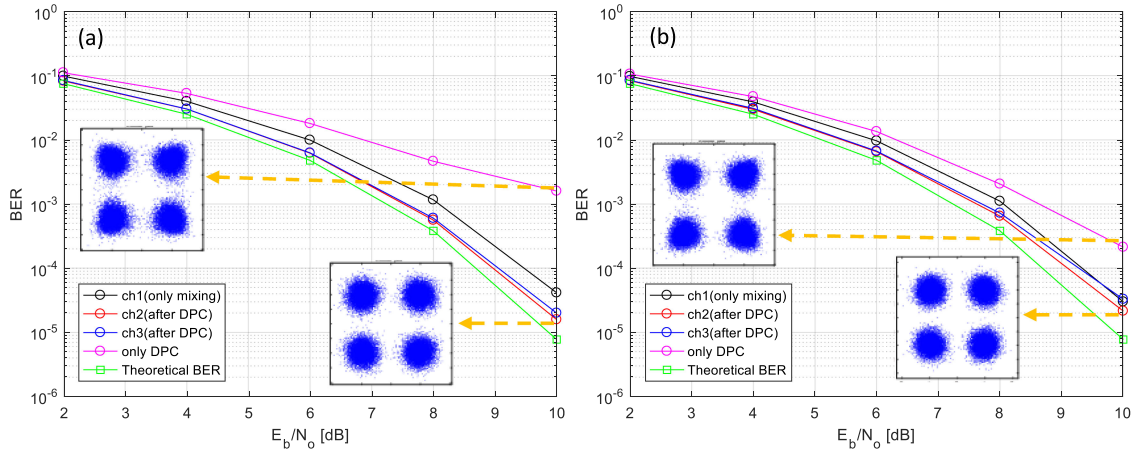 (a)
10^0
10^-1
10^-2
10^-3
10^-4
10^-5
10^-6
BER
2
3
4
5
6
7
8
9
10
E_b/N_o [dB]
ch1(only mixing)
ch2(after DPC)
ch3(after DPC)
only DPC
Theoretical BER
(b)
10^0
10^-1
10^-2
10^-3
10^-4
10^-5
10^-6
BER
2
3
4
5
6
7
8
9
10
E_b/N_o [dB]
ch1(only mixing)
ch2(after DPC)
ch3(after DPC)
only DPC
Theoretical BER